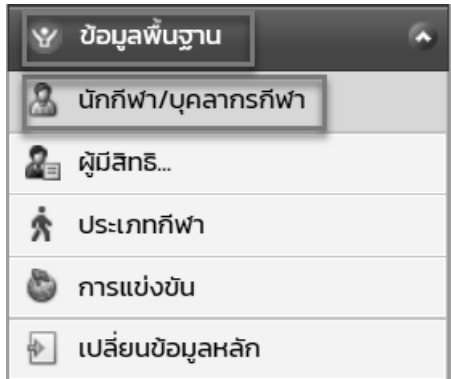 ข้อมูลพื้นฐาน
นักกีฬา/บุคลากรกีฬา
ผู้มีสิทธิ...
ประเภทกีฬา
การแข่งขัน
เปลี่ยนข้อมูลหลัก